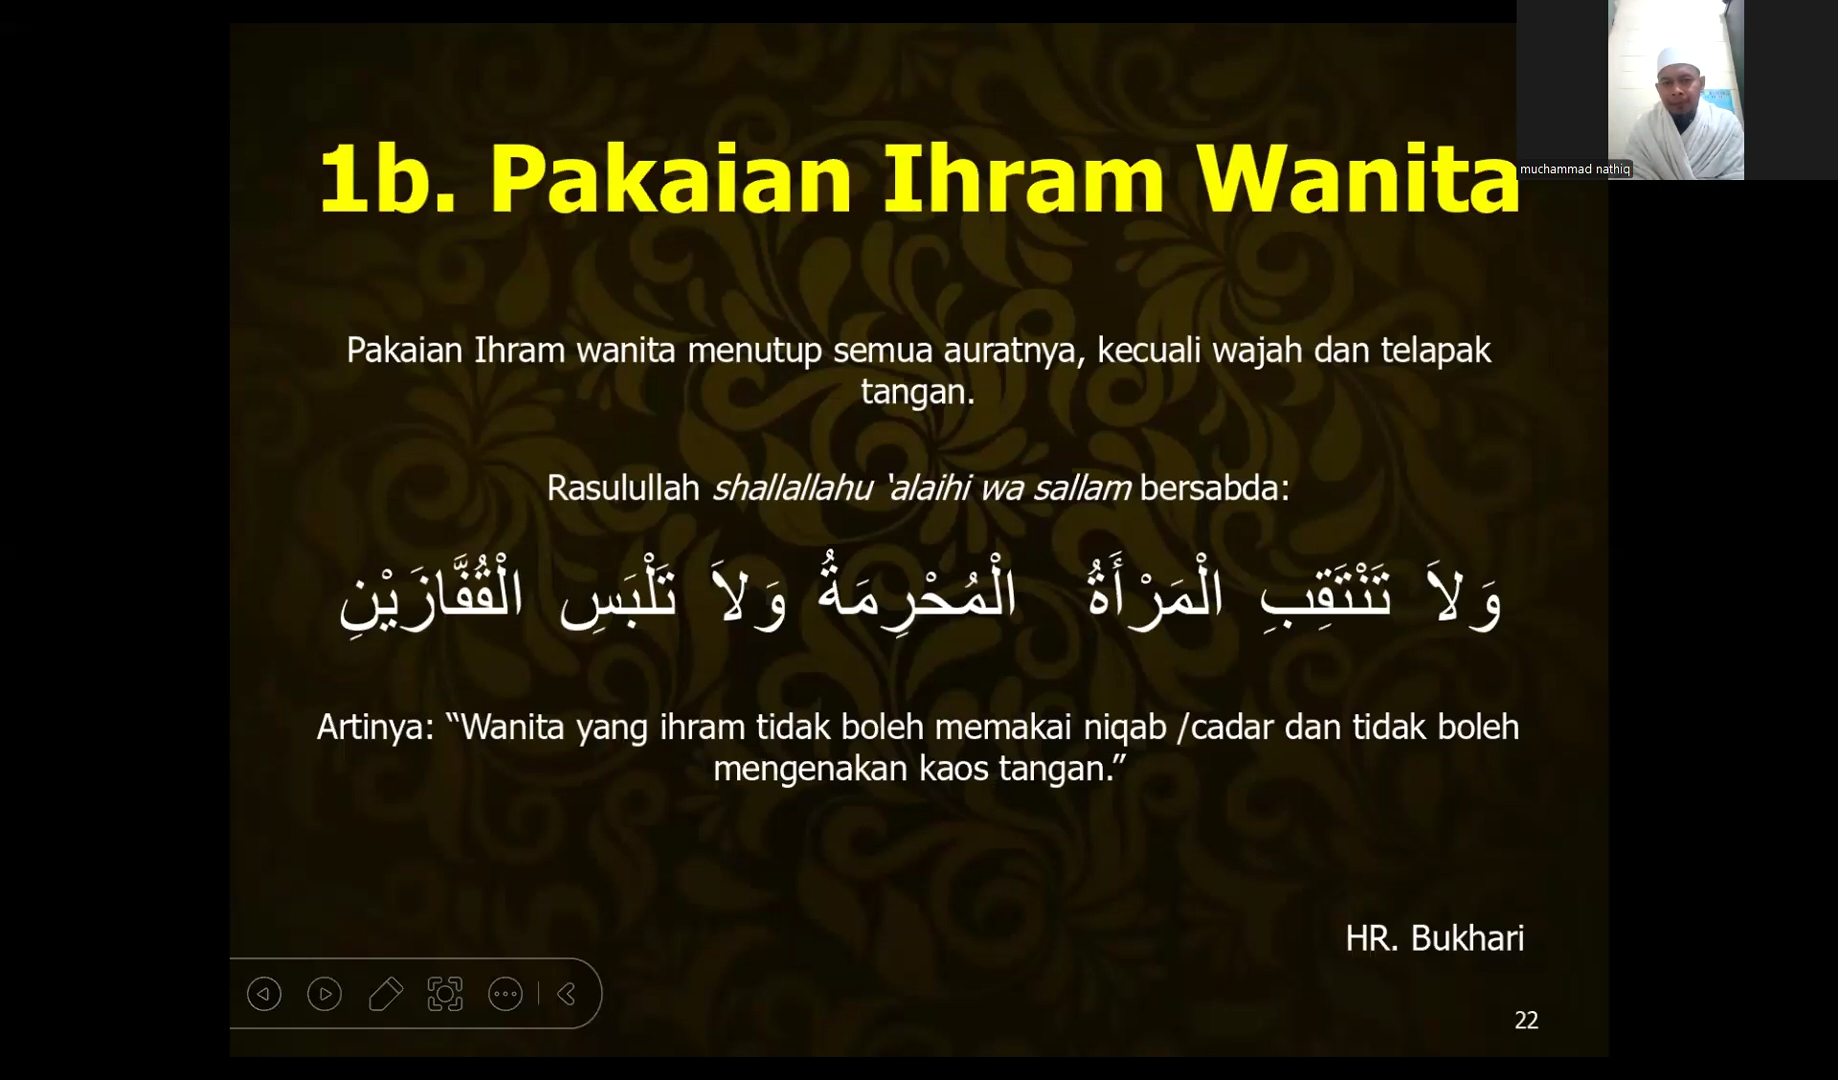 1b. Pakaian Ihram Wanita
muchammad nathiq
Pakaian Ihram wanita menutup semua auratnya, kecuali wajah dan telapak
tangan.
Rasulullah shallallahu ‘alaihi wa sallam bersabda:
وَلاَ تَنْتَقِبِ الْمَرْأَةُ الْمُحْرِمَةُ وَلاَ تَلْبَسِ الْقُفَّازَيْنِ
Artinya: “Wanita yang ihram tidak boleh memakai niqab /cadar dan tidak boleh
mengenakan kaos tangan.”
HR. Bukhari
22